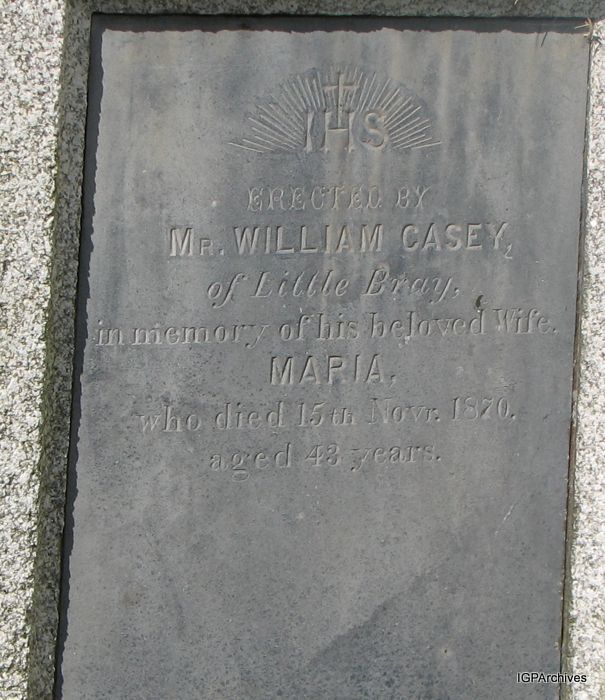 IHS
ERECTED BY
Mr. WILLIAM CASEY,
of Little Bray,
in memory of his beloved Wife.
MARIA,
who died 15th Novr. 1870.
aged 43 years.
IGPArchives